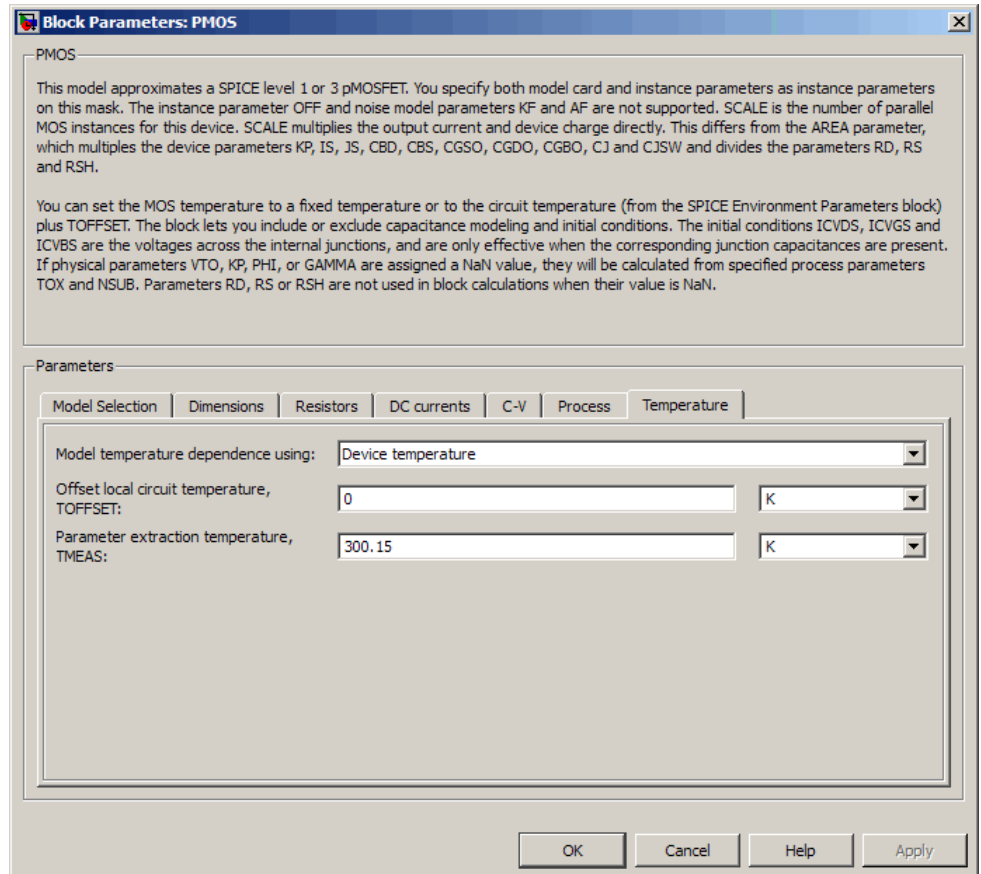 Block Parameters: PMOS
PMOS
This model approximates a SPICE level 1 or 3 pMOSFET. You specify both model card and instance parameters as instance parameters
on this mask. The instance parameter OFF and noise model parameters KF and AF are not supported. SCALE is the number of parallel
MOS instances for this device. SCALE multiplies the output current and device charge directly. This differs from the AREA parameter,
which multiples the device parameters KP, IS, JS, CBD, CBS, CGSO, CGDO, CGBO, CJ and CJSW and divides the parameters RD, RS
and RSH.
You can set the MOS temperature to a fixed temperature or to the circuit temperature (from the SPICE Environment Parameters block)
plus TOFFSET. The block lets you include or exclude capacitance modeling and initial conditions. The initial conditions ICVDS, ICVGS and
ICVBS are the voltages across the internal junctions, and are only effective when the corresponding junction capacitances are present.
If physical parameters VTO, KP, PHI, or GAMMA are assigned a NaN value, they will be calculated from specified process parameters
TOX and NSUB. Parameters RD, RS or RSH are not used in block calculations when their value is NaN.
Parameters
Model Selection Dimensions Resistors DC currents C-V Process Temperature
Model temperature dependence using: Device temperature
Offset local circuit temperature,
TOFFSET: 0 K
Parameter extraction temperature,
TMEAS: 300.15 K
OK Cancel Help Apply